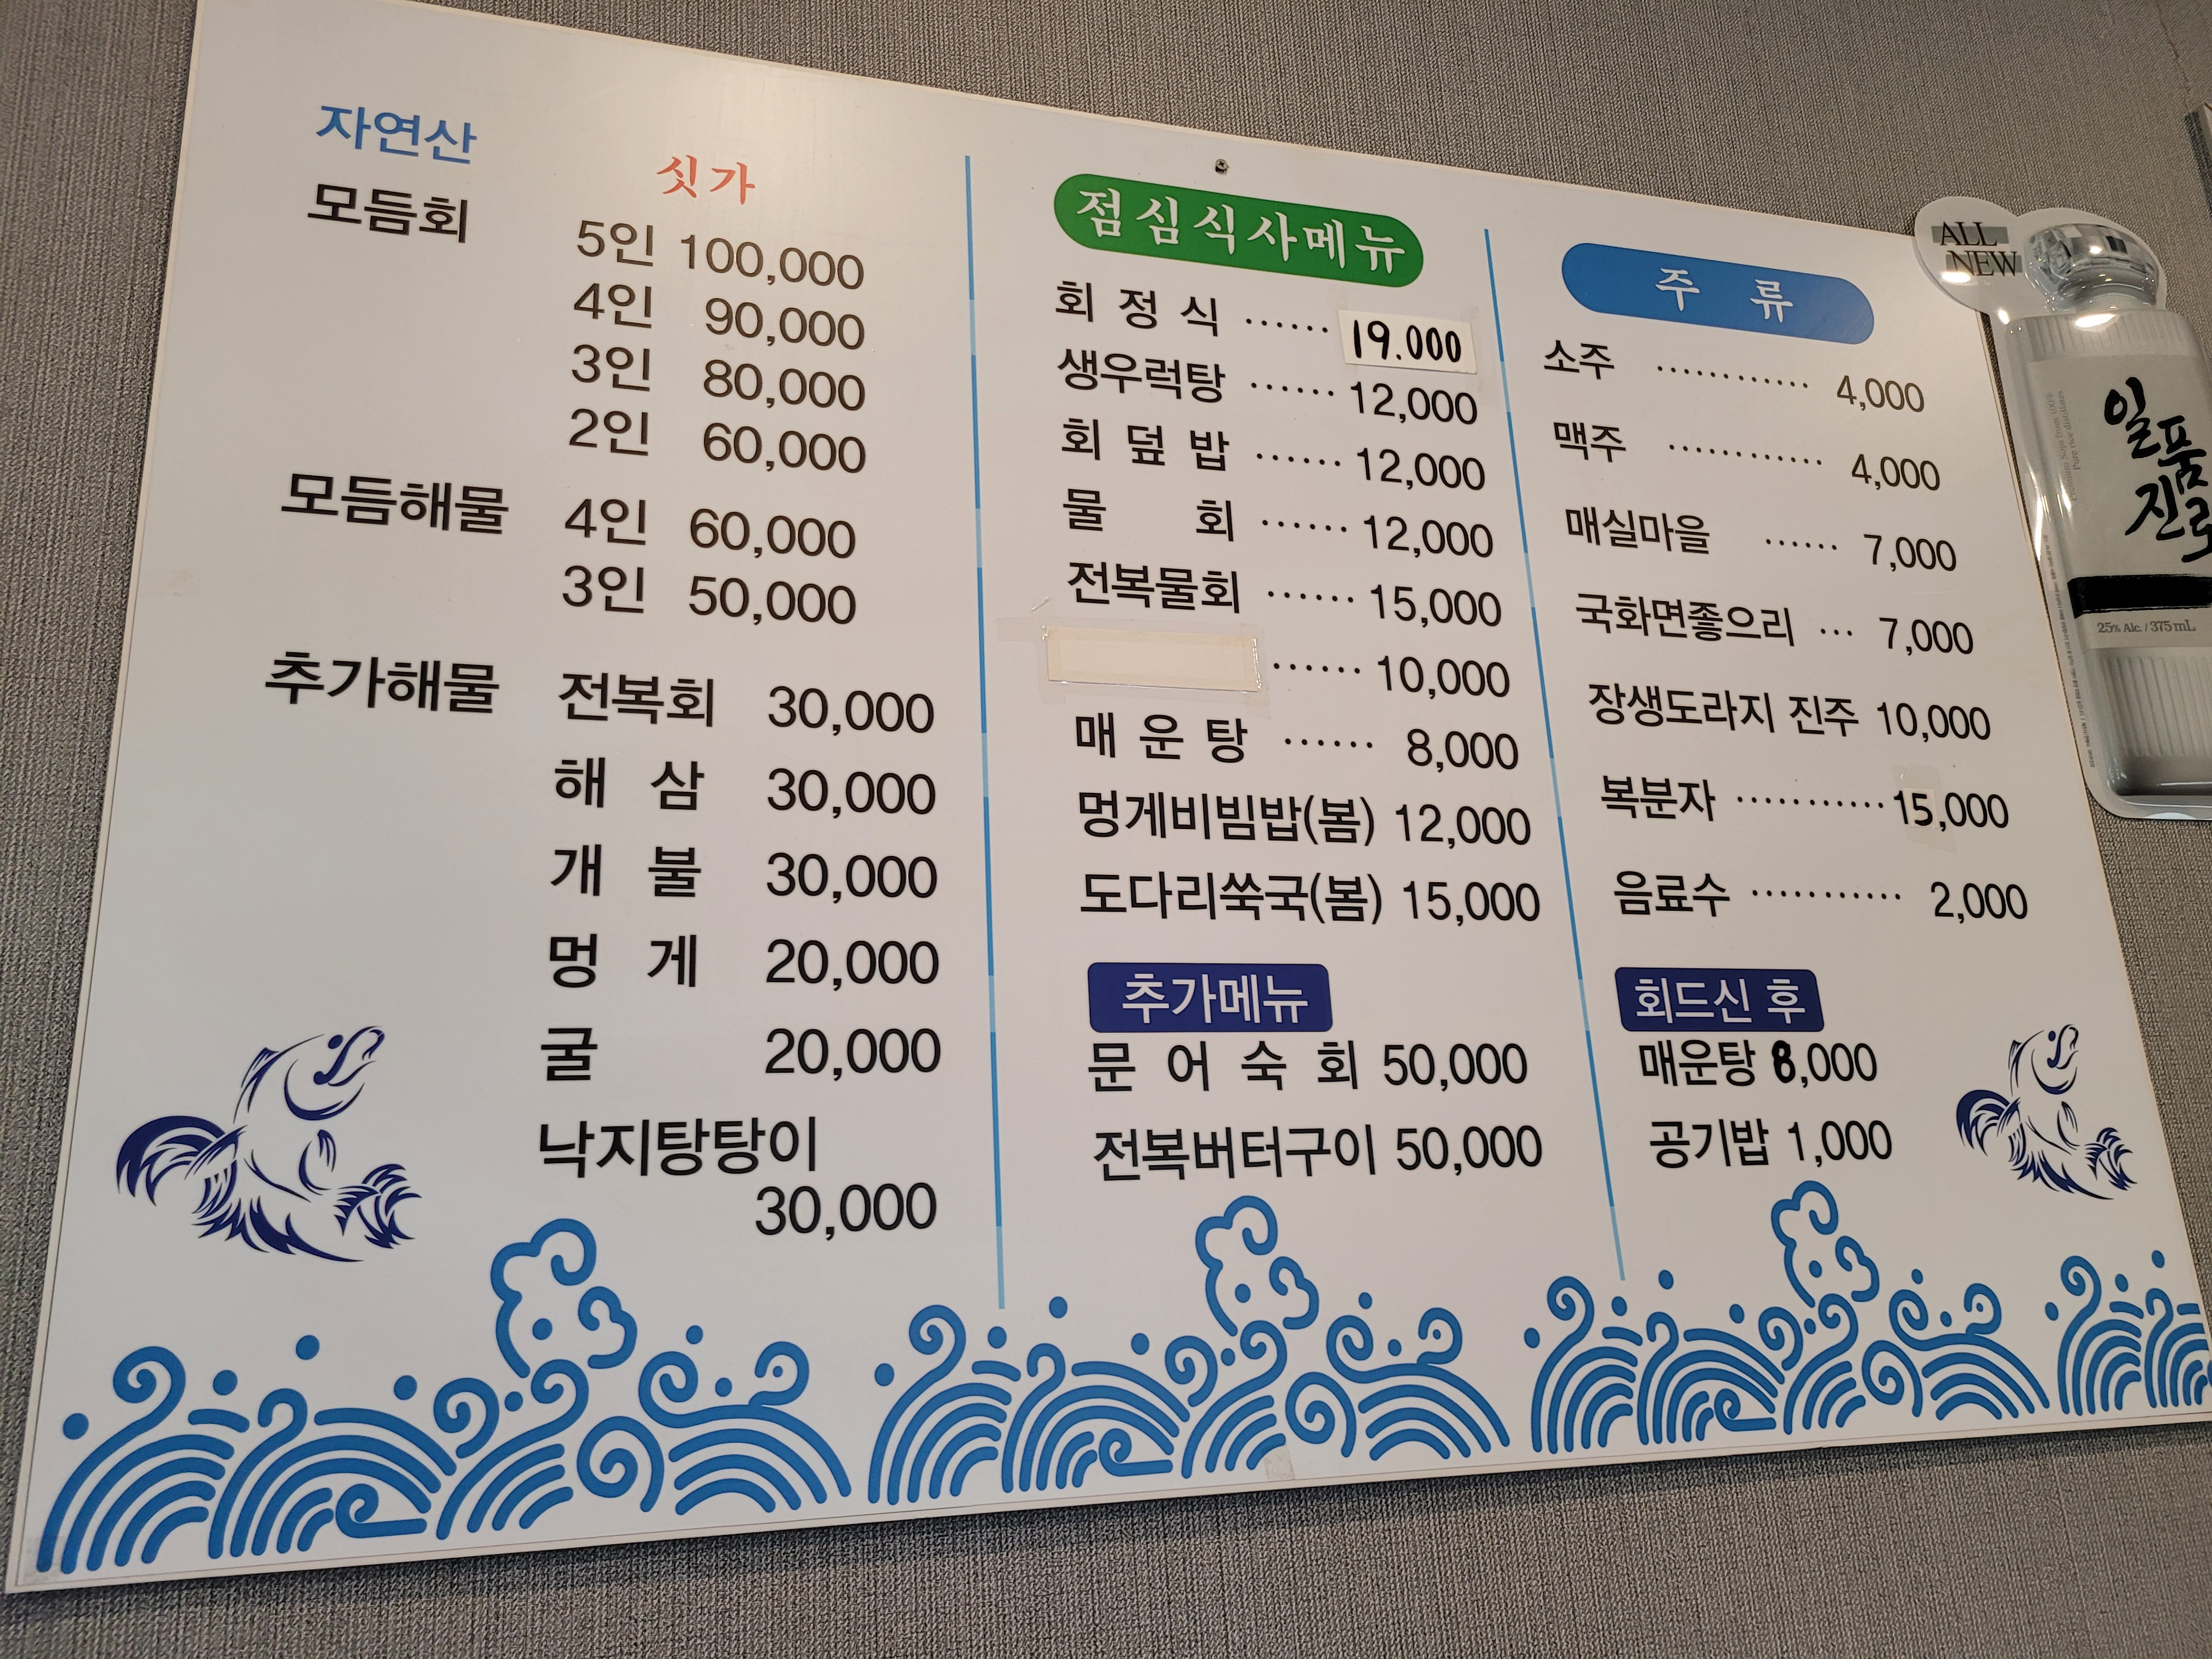 자연산
싯가
모듬회
5인 100,000
4인 90,000
3인 80,000
2인 60,000
모듬해물 4인 60,000
3인 50,000
추가해물 전복회 30,000
해 삼 30,000
개 불 30,000
멍 게 20,000
굴 20,000
낙지탕탕이
30,000
점심식사메뉴
회 정 식 ...... 19.000
생우럭탕 ...... 12,000
회 덮 밥 ...... 12,000
물 회 ...... 12,000
전복물회 ...... 15,000
...... 10,000
매 운 탕 ...... 8,000
멍게비빔밥(봄) 12,000
도다리쑥국(봄) 15,000
추가메뉴
문 어 숙 회 50,000
전복버터구이 50,000
주 류
소주 ............ 4,000
맥주 ............ 4,000
매실마을 ...... 7,000
국화면좋으리 ... 7,000
장생도라지 진주 10,000
복분자 ............ 15,000
음료수 ............ 2,000
회드신 후
매운탕 8,000
공기밥 1,000
ALL
NEW
일품
진로
25% Alc. / 375 mL